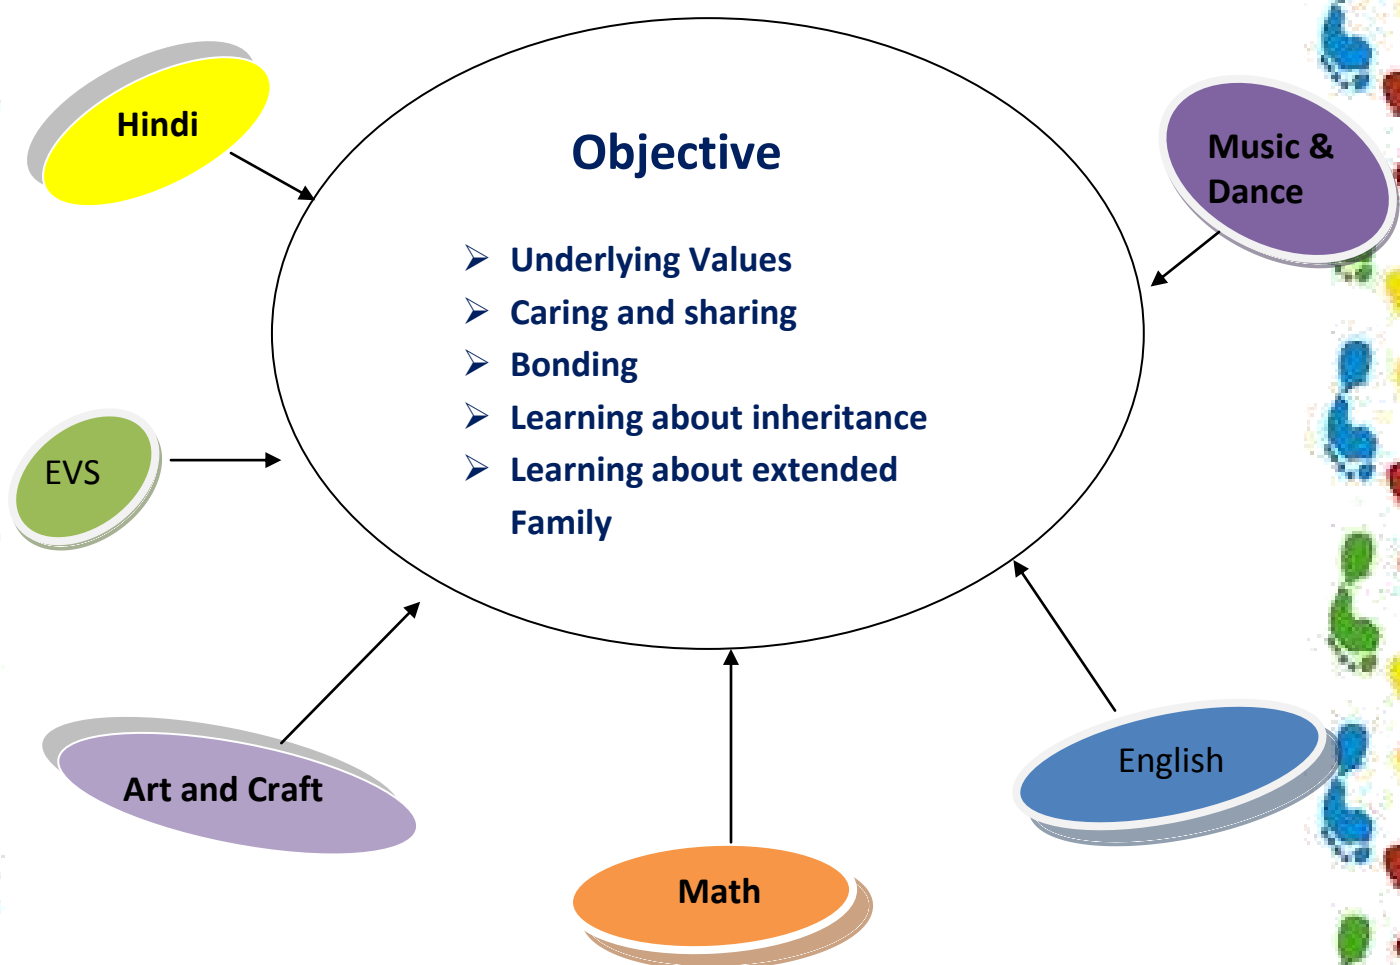 Hindi
Objective
Music &
Dance
➢ Underlying Values
➢ Caring and sharing
➢ Bonding
➢ Learning about inheritance
➢ Learning about extended
Family
EVS
Art and Craft
English
Math